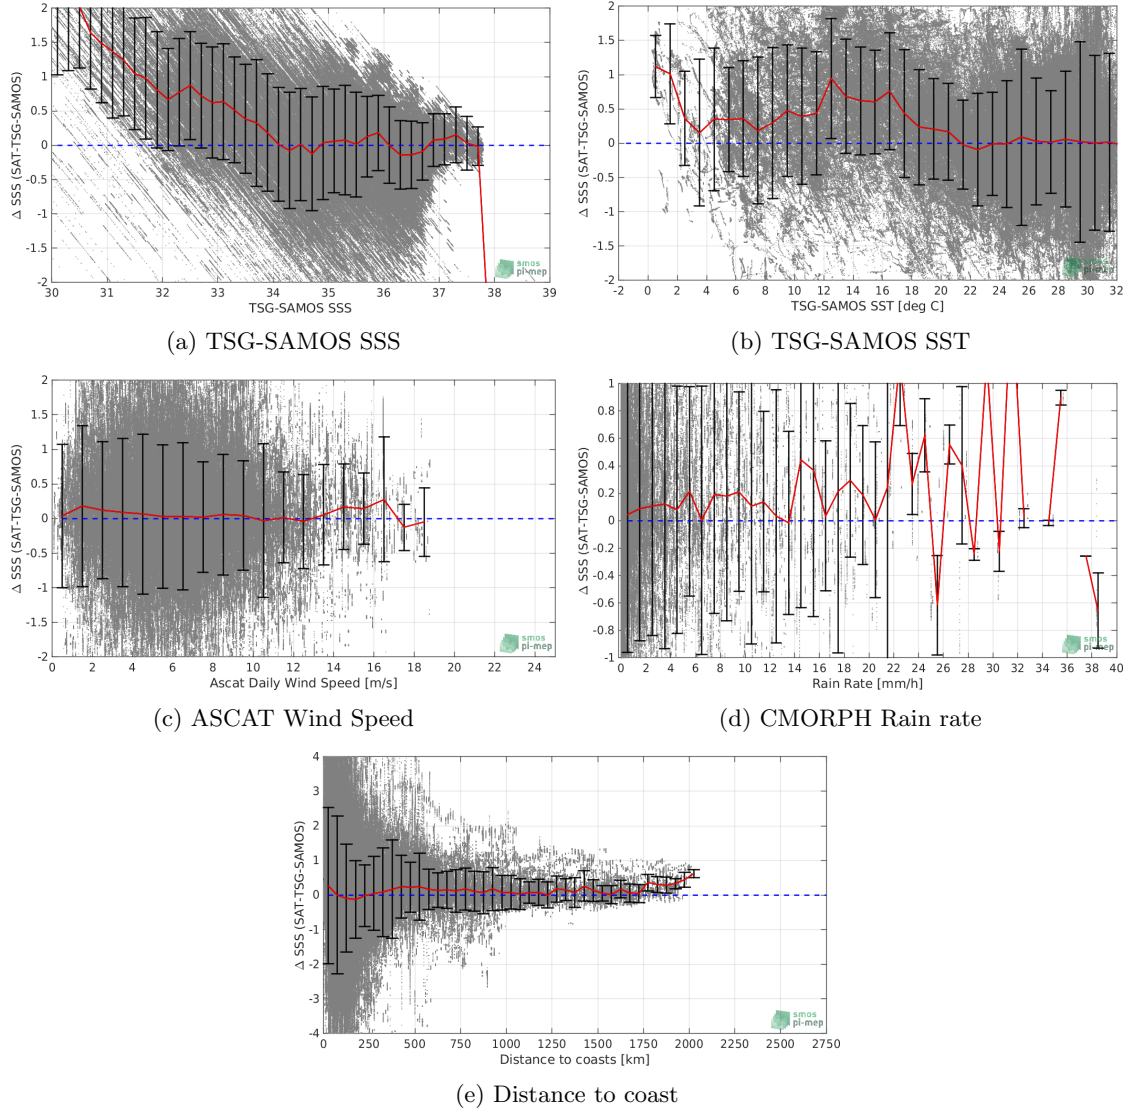 2
1.5
1
0.5
0
-0.5
-1
-1.5
-2
Δ SSS (SAT-TSG-SAMOS)
30 31 32 33 34 35 36 37 38 39
TSG-SAMOS SSS
smos
pi-mep
(a) TSG-SAMOS SSS
2
1.5
1
0.5
0
-0.5
-1
-1.5
-2
Δ SSS (SAT-TSG-SAMOS)
-2 0 2 4 6 8 10 12 14 16 18 20 22 24 26 28 30 32
TSG-SAMOS SST [deg C]
smos
pi-mep
(b) TSG-SAMOS SST
2
1.5
1
0.5
0
-0.5
-1
-1.5
-2
Δ SSS (SAT-TSG-SAMOS)
0 2 4 6 8 10 12 14 16 18 20 22 24
Ascat Daily Wind Speed [m/s]
smos
pi-mep
(c) ASCAT Wind Speed
1
0.8
0.6
0.4
0.2
0
-0.2
-0.4
-0.6
-0.8
-1
Δ SSS (SAT-TSG-SAMOS)
0 2 4 6 8 10 12 14 16 18 20 22 24 26 28 30 32 34 36 38 40
Rain Rate [mm/h]
smos
pi-mep
(d) CMORPH Rain rate
4
3
2
1
0
-1
-2
-3
-4
Δ SSS (SAT-TSG-SAMOS)
0 250 500 750 1000 1250 1500 1750 2000 2250 2500 2750
Distance to coasts [km]
smos
pi-mep
(e) Distance to coast